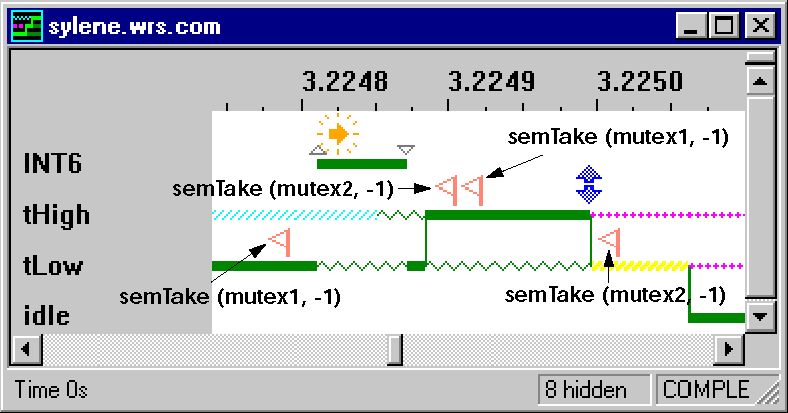 sylene.wrs.com
3.2248 3.2249 3.2250
semTake (mutex1, -1)
INT6
semTake (mutex2, -1)
tHigh
tLow
semTake (mutex1, -1)
semTake (mutex2, -1)
idle
Time 0s
8 hidden
COMPLE